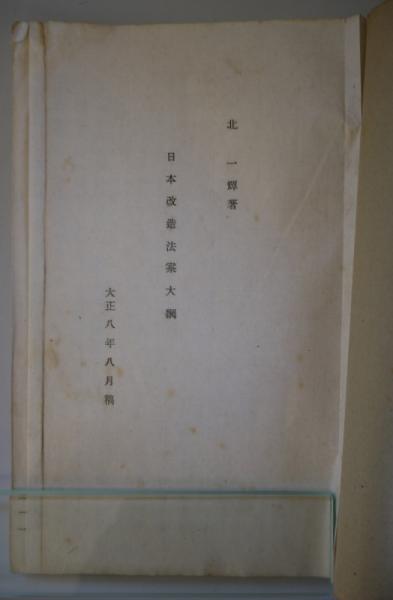 北一輝著
日本改造法案大綱
大正八年八月稿